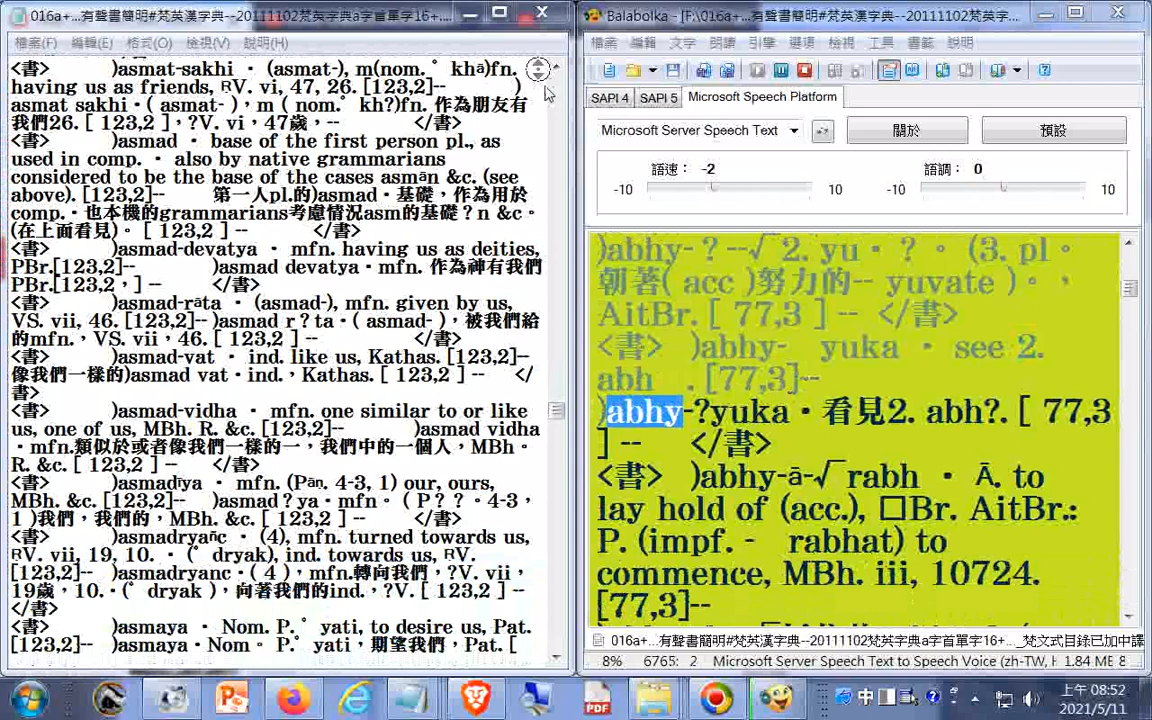 016a+...有聲書簡明#梵英漢字典--20111102梵英字典a字首單字16+...
檔案(F) 編輯(E) 格式(O) 檢視(V) 說明(H)
<書> )asmat-sakhi ‧ (asmat-), m(nom.゜khā)fn.
having us as friends, ṚV. vi, 47, 26. [123,2]-- )
asmat sakhi‧( asmat- )，m ( nom.゜kh?)fn. 作為朋友有
我們26. [ 123,2 ]，?V. vi，47歲，-- </書>
<書> )asmad ‧ base of the first person pl., as
used in comp. ‧ also by native grammarians
considered to be the base of the cases asmān &c. (see
above). [123,2]-- 第一人pl.的)asmad‧基礎，作為用於
comp.‧也本機的grammarians考慮情況asm的基礎？n &c。
(在上面看見)。[ 123,2 ] </書>
<書> )asmad-devatya ‧ mfn. having us as deities,
PBr.[123,2]-- )asmad devatya‧mfn. 作為神有我們
PBr.[123,2，] -- </書>
<書> )asmad-rāta ‧ (asmad-), mfn. given by us,
VS. vii, 46. [123,2]--)asmad r？ta‧( asmad- )，被我們給
的mfn.，VS. vii，46. [ 123,2 ] -- </書>
<書> )asmad-vat ‧ ind. like us, Kathas. [123,2]--
像我們一樣的)asmad vat‧ind.，Kathas. [ 123,2 ] -- </
書>
<書> )asmad-vidha ‧ mfn. one similar to or like
us, one of us, MBh. R. &c. [123,2]-- )asmad vidha
‧mfn.類似於或者像我們一樣的一，我們中的一個人，MBh。
R. &c. [ 123,2 ] -- </書>
<書> )asmadīya ‧ mfn. (Pāṇ. 4-3, 1) our, ours,
MBh. &c. [123,2]-- )asmad？ya‧mfn。( P？？。4-3，
1 )我們，我們的，MBh. &c. [ 123,2 ] -- </書>
<書> )asmadryañc ‧ (4), mfn. turned towards us,
ṚV. vii, 19, 10. ‧ (゜dryak), ind. towards us, ṚV.
[123,2]-- )asmadryanc‧( 4 )，mfn.轉向我們，?V. vii，
19歲，10.‧(゜dryak )，向著我們的ind.，?V. [ 123,2 ] --
</書>
<書> )asmaya ‧ Nom. P.゜yati, to desire us, Pat.
[123,2]-- )asmaya‧Nom。P.゜yati，期望我們，Pat. [
Balabolka - [F:\016a+...有聲書簡明#梵英漢字典--20111102梵英字...
檔案 編輯 文字 閱讀 引擎 選項 檢視 工具 書籤 說明
SAPI 4 SAPI 5 Microsoft Speech Platform
Microsoft Server Speech Text 關於 預設
語速： -2 語調： 0
-10 10 -10 10
)abhy-？--√2. yu‧？。(3. pl。
朝著( acc )努力的-- yuvate )。，
AitBr. [ 77,3 ] -- </書>
<書> )abhy- yuka ‧ see 2.
abh . [77,3]--
)abhy-?yuka‧看見2. abh?. [ 77,3
] -- </書>
<書> )abhy-ā-√rabh ‧ Ā. to
lay hold of (acc.), □Br. AitBr.:
P. (impf. - rabhat) to
commence, MBh. iii, 10724.
[77,3]--
016a+...有聲書簡明#梵英漢字典--20111102梵英字典a字首單字16+..._梵文式目錄已加中譯
8% 6765: 2 Microsoft Server Speech Text to Speech Voice (zh-TW, H 1.84 MB 8
中
上午 08:52
2021/5/11